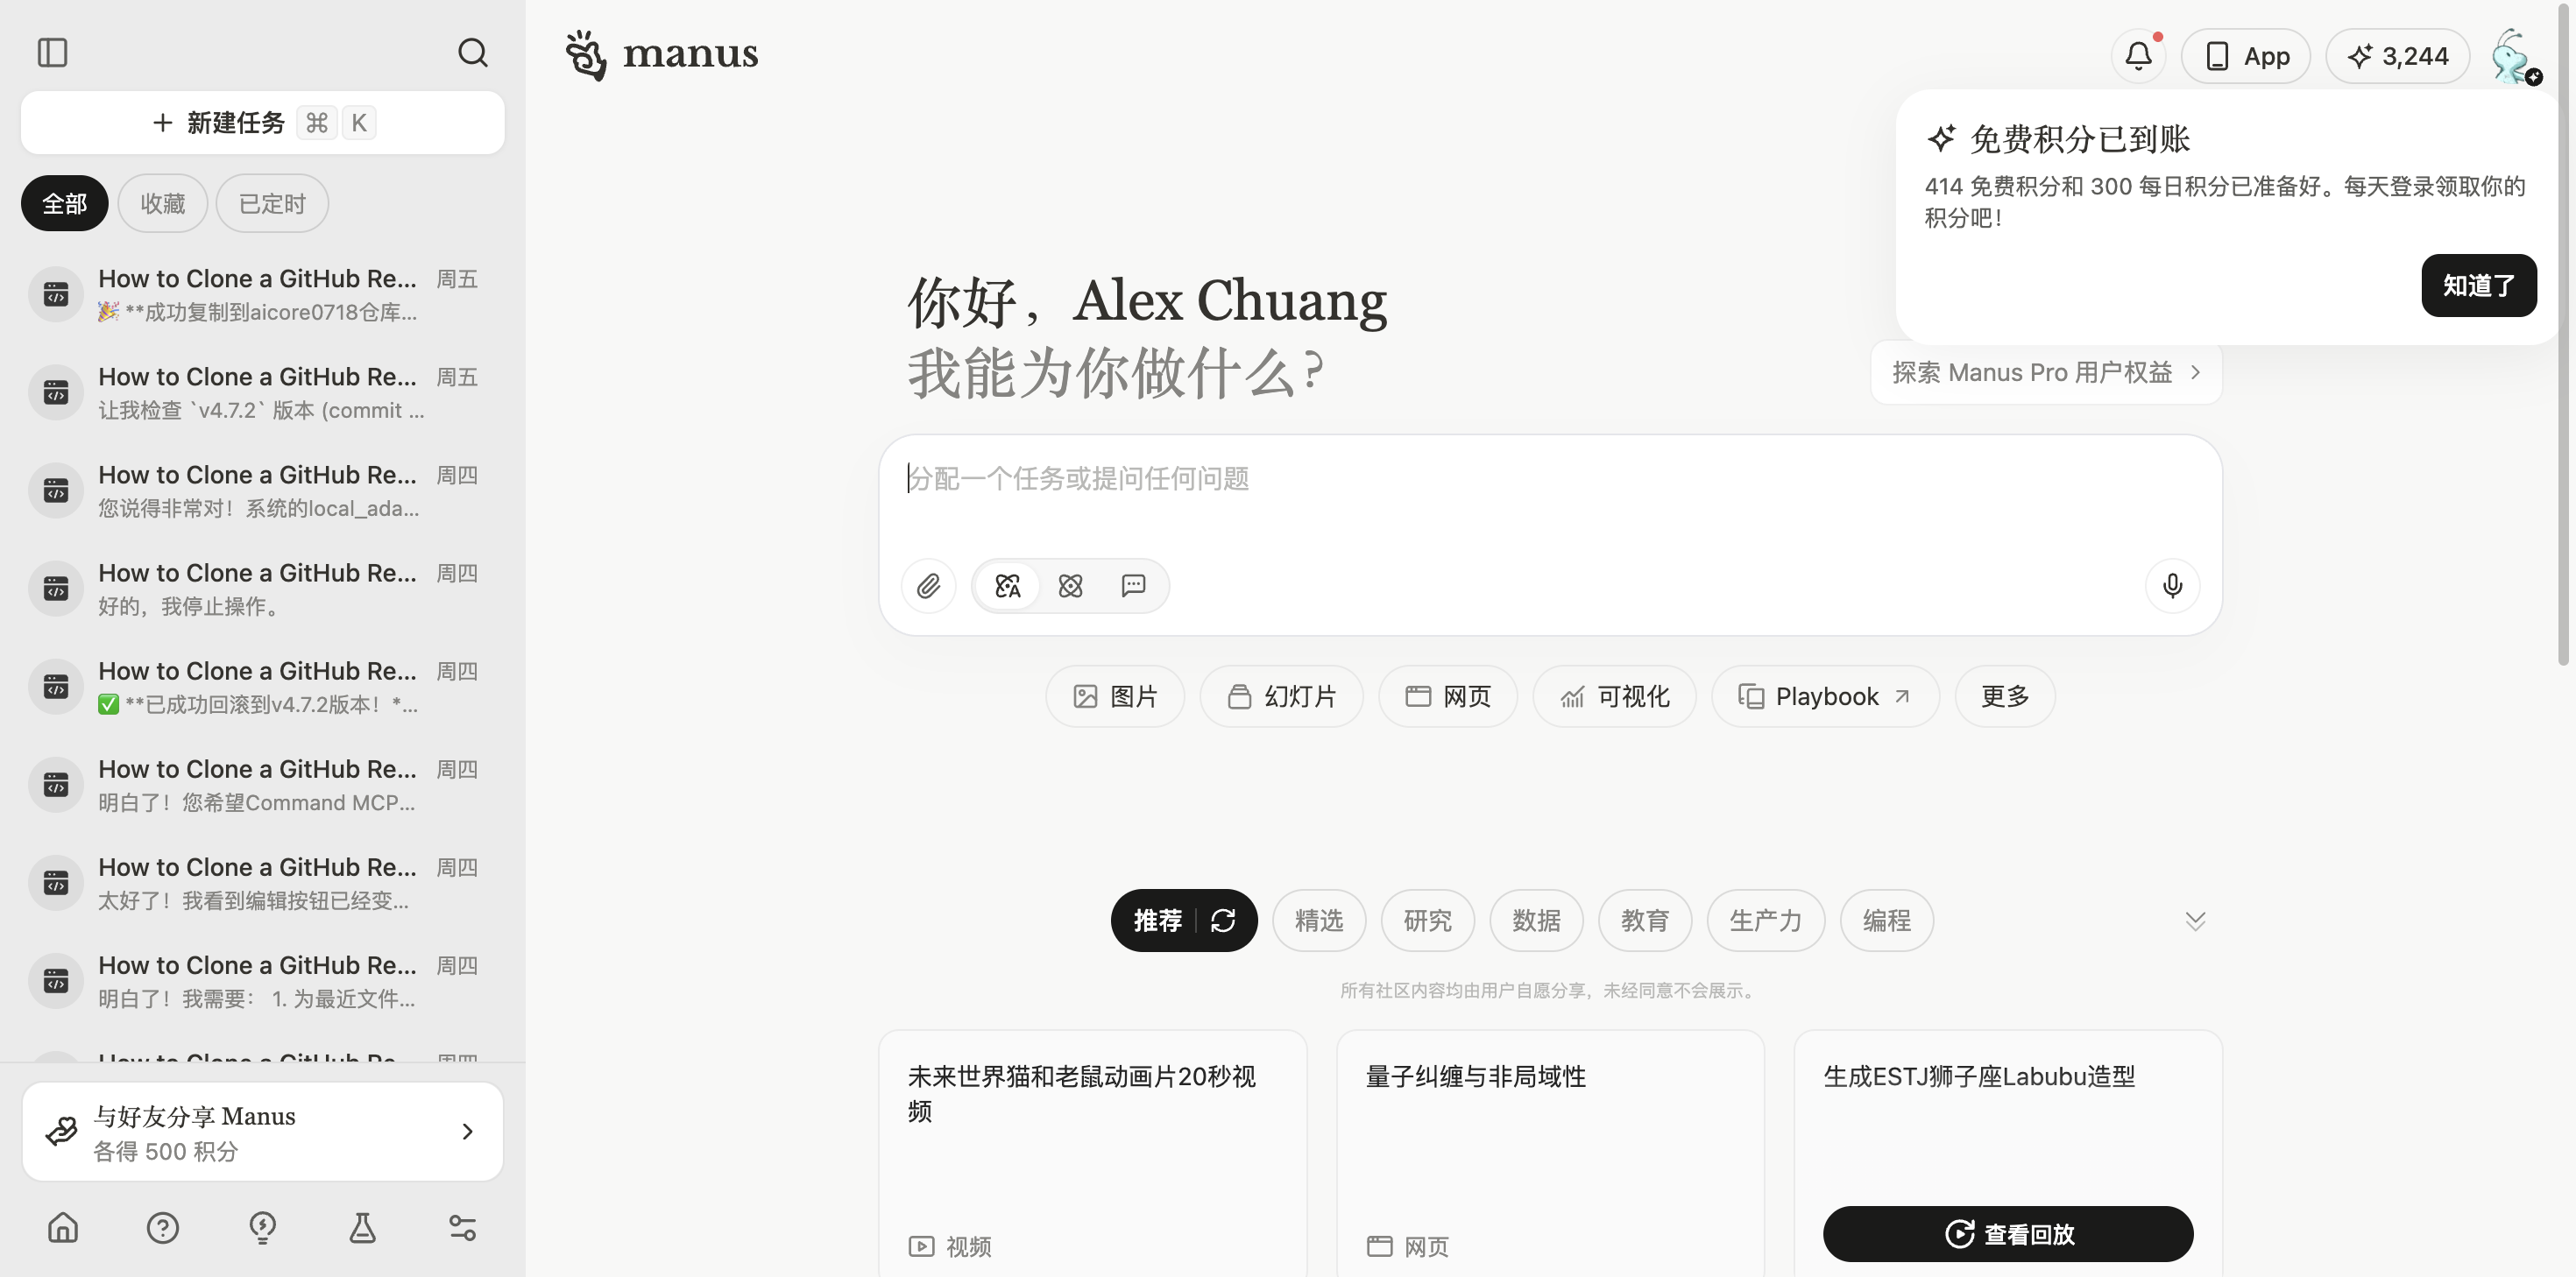 新建任务 ⌘ K
全部 收藏 已定时
How to Clone a GitHub Re... 周五
🎉 **成功复制到aicore0718仓库...
How to Clone a GitHub Re... 周五
让我检查 `v4.7.2` 版本 (commit ...
How to Clone a GitHub Re... 周四
您说得非常对！系统的local_ada...
How to Clone a GitHub Re... 周四
好的，我停止操作。
How to Clone a GitHub Re... 周四
✅ **已成功回滚到v4.7.2版本！*...
How to Clone a GitHub Re... 周四
明白了！您希望Command MCP...
How to Clone a GitHub Re... 周四
太好了！我看到编辑按钮已经变...
How to Clone a GitHub Re... 周四
明白了！我需要： 1. 为最近文件...
How to Clone a GitHub Re... 周四
与好友分享 Manus
各得 500 积分
manus
App 3,244
免费积分已到账
414 免费积分和 300 每日积分已准备好。每天登录领取你的
积分吧！
知道了
你好，Alex Chuang
我能为你做什么？
探索 Manus Pro 用户权益
分配一个任务或提问任何问题
图片 幻灯片 网页 可视化 Playbook 更多
推荐 精选 研究 数据 教育 生产力 编程
所有社区内容均由用户自愿分享，未经同意不会展示。
未来世界猫和老鼠动画片20秒视
频
视频
量子纠缠与非局域性
网页
生成ESTJ狮子座Labubu造型
查看回放